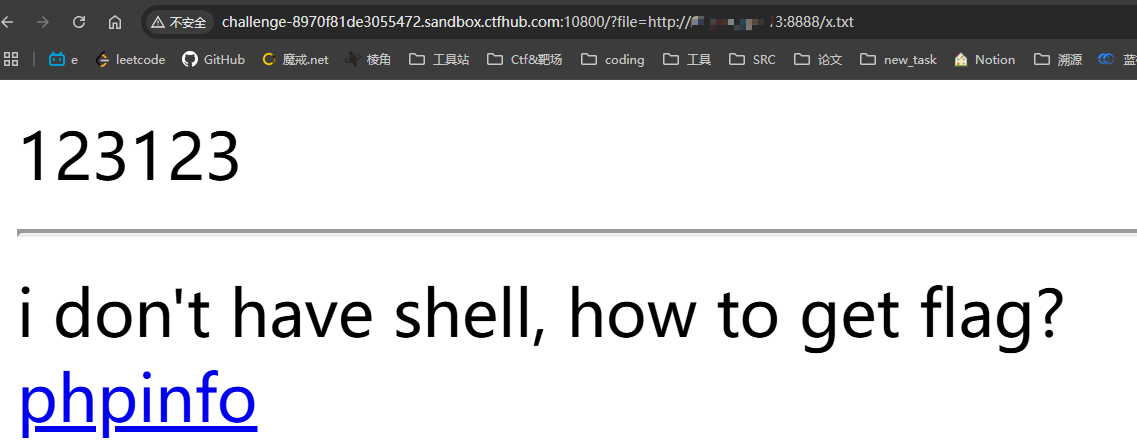 不安全 challenge-8970f81de3055472.sandbox.ctfhub.com:10800/?file=http:// 3:8888/x.txt
e leetcode GitHub 魔戒.net 棱角 工具站 Ctf&靶场 coding 工具 SRC 论文 new_task Notion 溯源
123123
i don't have shell, how to get flag?
phpinfo